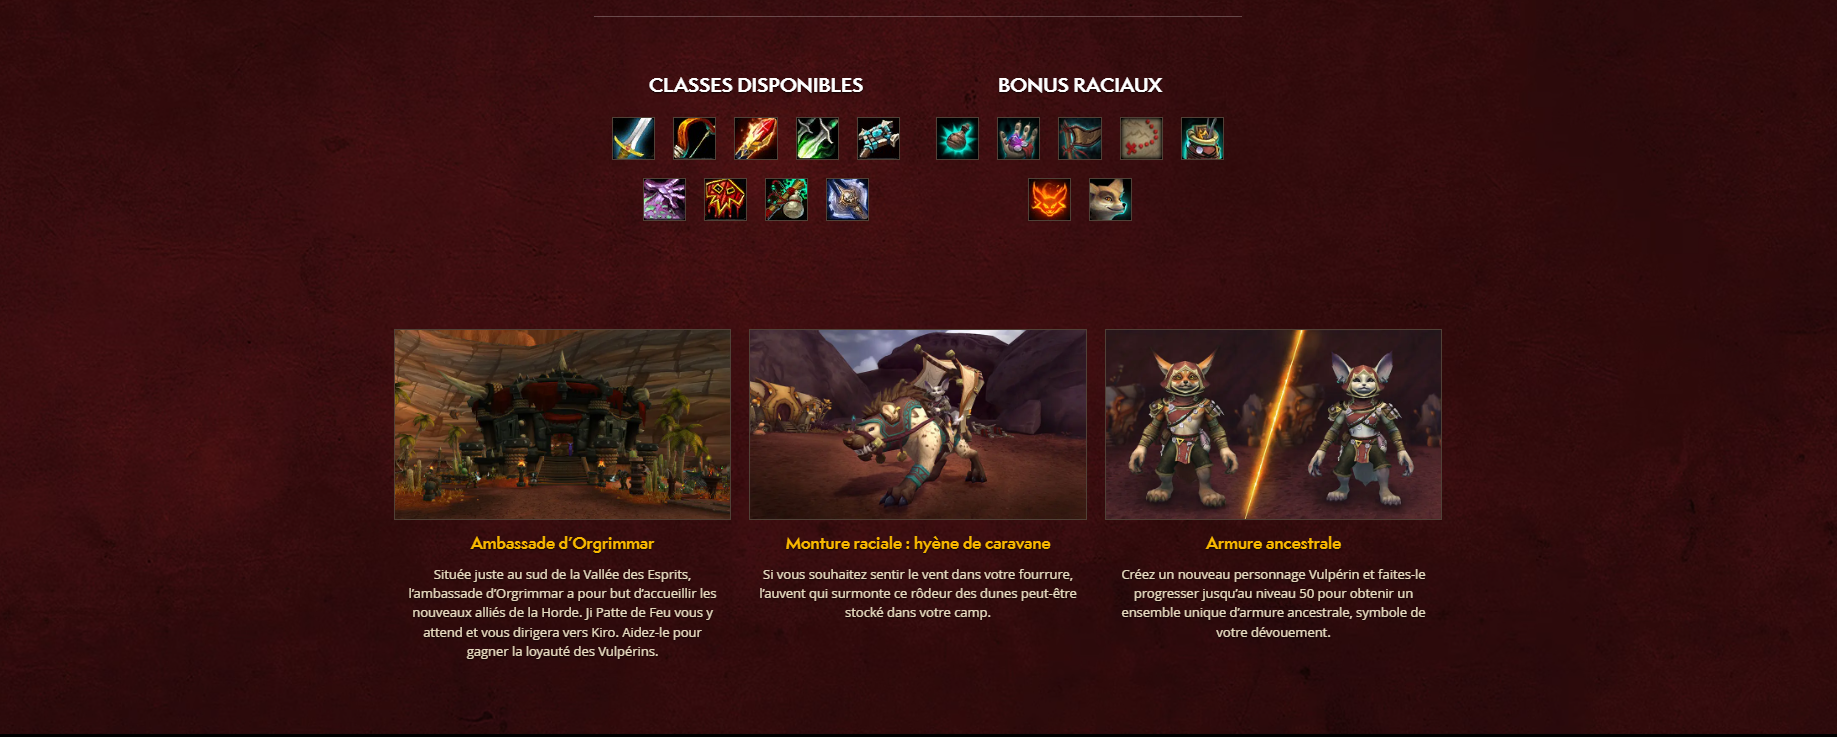 CLASSES DISPONIBLES
BONUS RACIAUX
Ambassade d'Orgrimmar
Située juste au sud de la Vallée des Esprits,
l'ambassade d'Orgrimmar a pour but d'accueillir les
nouveaux alliés de la Horde. Ji Patte de Feu vous y
attend et vous dirigera vers Kiro. Aidez-le pour
gagner la loyauté des Vulpérins.
Monture raciale : hyène de caravane
Si vous souhaitez sentir le vent dans votre fourrure,
l'auvent qui surmonte ce rôdeur des dunes peut-être
stocké dans votre camp.
Armure ancestrale
Créez un nouveau personnage Vulpérin et faites-le
progresser jusqu'au niveau 50 pour obtenir un
ensemble unique d'armure ancestrale, symbole de
votre dévouement.